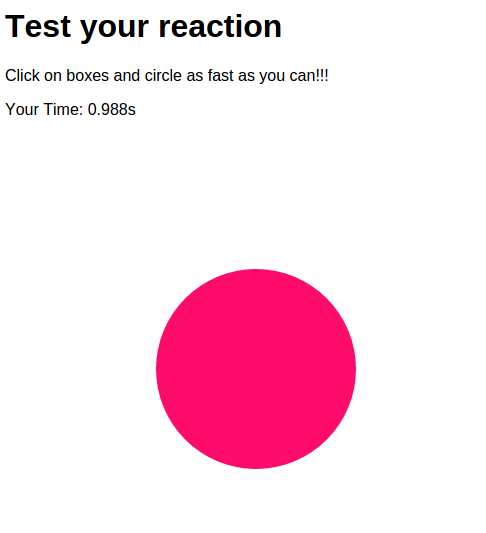 Test your reaction
Click on boxes and circle as fast as you can!!!
Your Time: 0.988s